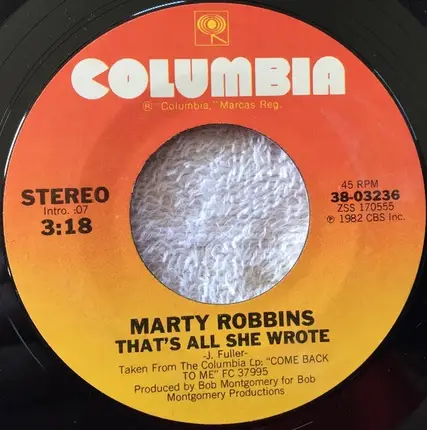 COLUMBIA
® "Columbia," Marcas Reg.
STEREO
Intro. :07
3:18
45 RPM
38-03236
ZSS 170555
℗ 1982 CBS Inc.
MARTY ROBBINS
THAT'S ALL SHE WROTE
-J. Fuller-
Taken From The Columbia Lp: "COME BACK
TO ME" FC 37995
Produced by Bob Montgomery for Bob
Montgomery Productions